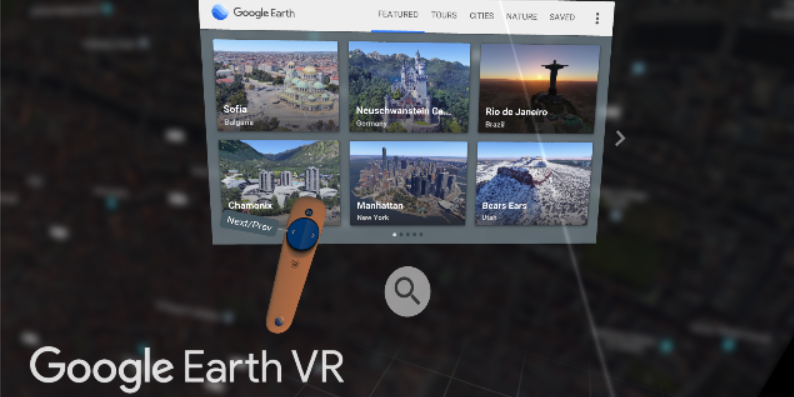 Google Earth
FEATURED TOURS CITIES NATURE SAVED
Sofia
Bulgaria
Neuschwanstein Ca...
Germany
Rio de Janeiro
Brazil
Chamonix
Manhattan
New York
Bears Ears
Utah
Next/Prev
Google Earth VR